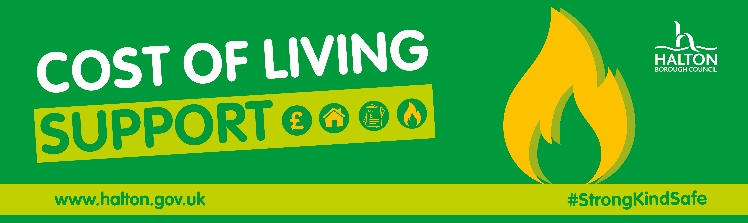 COST OF LIVING
SUPPORT £
HALTON
BOROUGH COUNCIL
www.halton.gov.uk
#StrongKindSafe